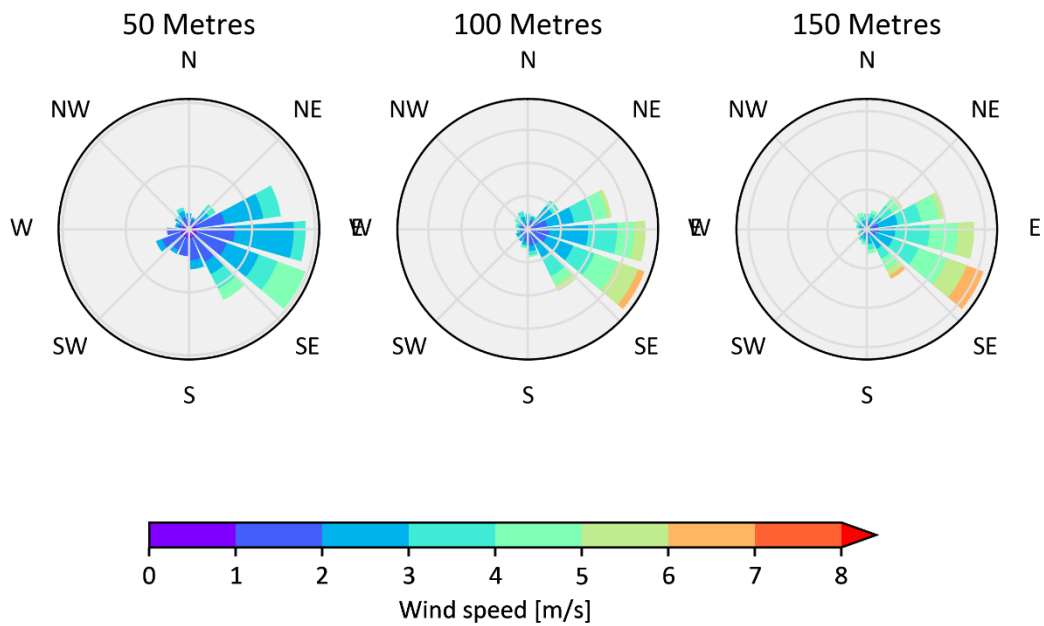 50 Metres 100 Metres 150 Metres
N N N
NW NE NW NE NW NE
W E W E W E
SW SE SW SE SW SE
S S S
0 1 2 3 4 5 6 7 8
Wind speed [m/s]